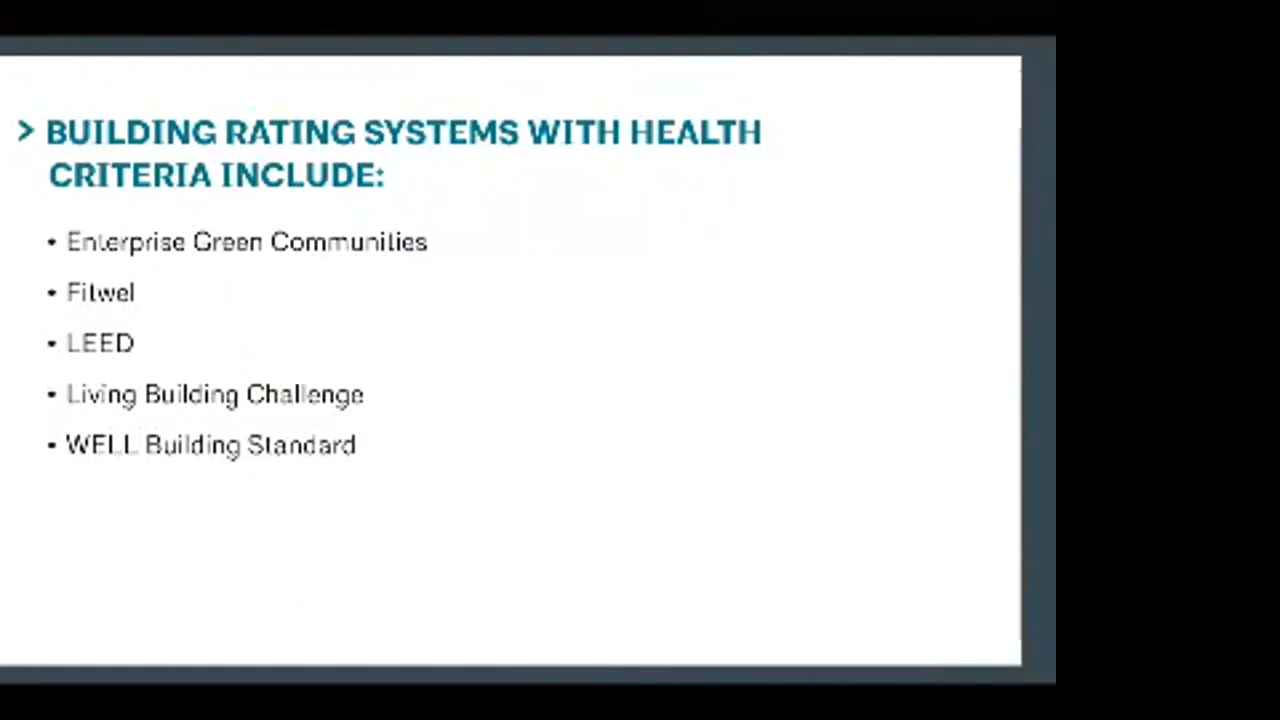 > BUILDING RATING SYSTEMS WITH HEALTH
CRITERIA INCLUDE:
• Enterprise Green Communities
• Fitwel
• LEED
• Living Building Challenge
• WELL Building Standard